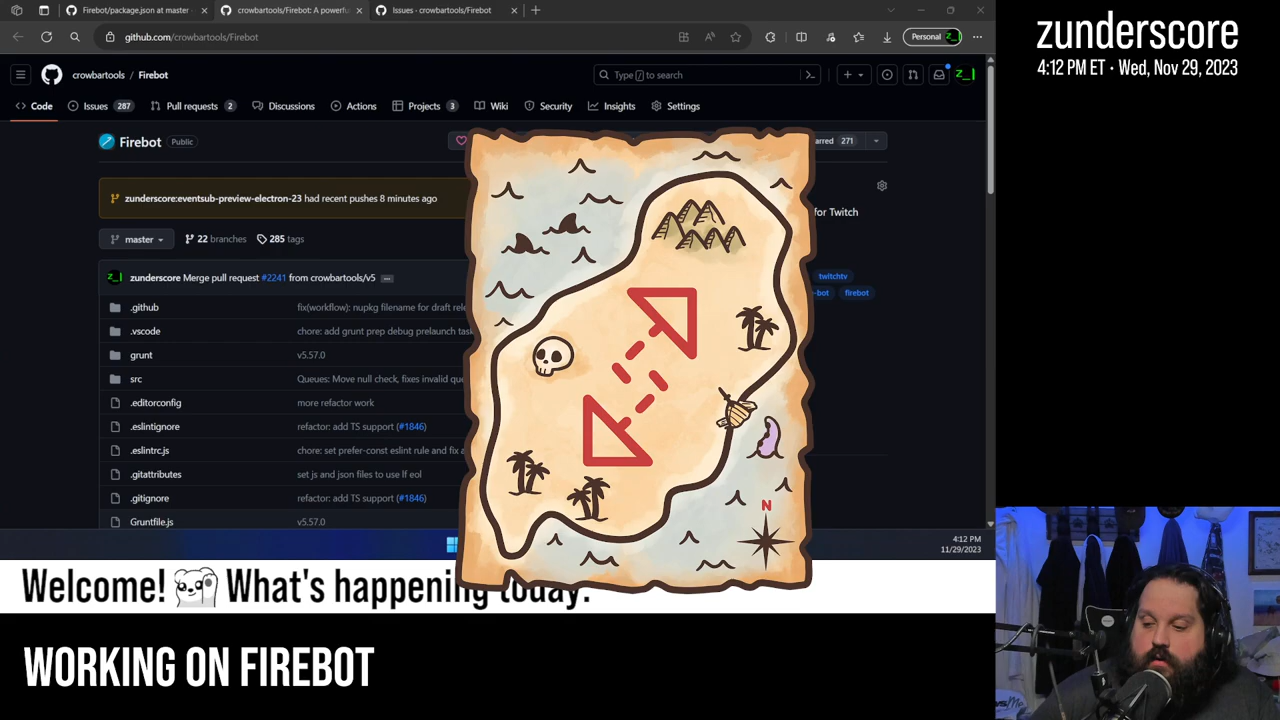 Firebot/package.json at master
crowbartools/Firebot: A powerfu
Issues · crowbartools/Firebot
github.com/crowbartools/Firebot
Personal
crowbartools / Firebot
Type / to search
Code
Issues 287
Pull requests 2
Discussions
Actions
Projects 3
Wiki
Security
Insights
Settings
Firebot Public
arred 271
zunderscore:eventsub-preview-electron-23 had recent pushes 8 minutes ago
for Twitch
master
22 branches
285 tags
twitchtv
-bot
firebot
zunderscore Merge pull request #2241 from crowbartools/v5
.github fix(workflow): nupkg filename for draft rele
.vscode chore: add grunt prep debug prelaunch task
grunt v5.57.0
src Queues: Move null check, fixes invalid que
.editorconfig more refactor work
.eslintignore refactor: add TS support (#1846)
.eslintrc.js chore: set prefer-const eslint rule and fix a
.gitattributes set js and json files to use lf eol
.gitignore refactor: add TS support (#1846)
Gruntfile.js v5.57.0
N
4:12 PM
11/29/2023
Welcome! What's happening today?
WORKING ON FIREBOT
zunderscore
4:12 PM ET • Wed, Nov 29, 2023